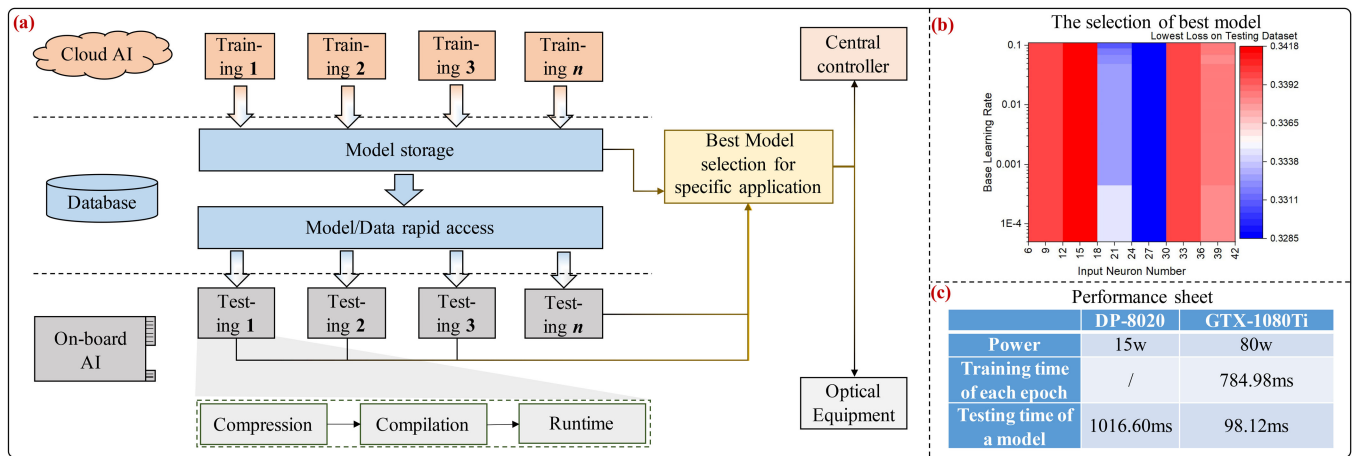 (a)
Cloud AI
Train-
ing 1
Train-
ing 2
Train-
ing 3
Train-
ing n
Model storage
Database
Model/Data rapid access
Test-
ing 1
Test-
ing 2
Test-
ing 3
Test-
ing n
On-board
AI
Compression
Compilation
Runtime
Best Model
selection for
specific application
Central
controller
Optical
Equipment
(b)
The selection of best model
Lowest Loss on Testing Dataset
Base Learning Rate
0.1
0.01
0.001
1E-4
6 9 12 15 18 21 24 27 30 33 36 39 42
Input Neuron Number
0.3418
0.3392
0.3365
0.3338
0.3311
0.3285
(c)
Performance sheet
DP-8020 GTX-1080Ti
Power 15w 80w
Training time
of each epoch / 784.98ms
Testing time of
a model 1016.60ms 98.12ms